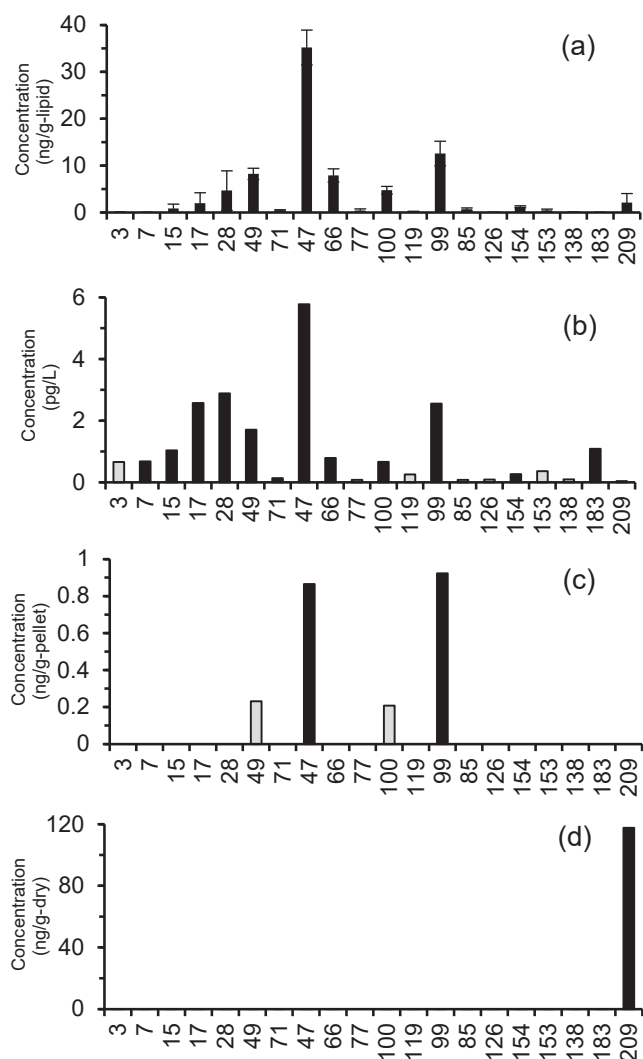 (a)
Concentration
(ng/g-lipid)
40
30
20
10
0
3 7 15 17 28 49 71 47 66 77 100 119 99 85 126 154 153 138 183 209
(b)
Concentration
(pg/L)
6
4
2
0
3 7 15 17 28 49 71 47 66 77 100 119 99 85 126 154 153 138 183 209
(c)
Concentration
(ng/g-pellet)
1
0.8
0.6
0.4
0.2
0
3 7 15 17 28 49 71 47 66 77 100 119 99 85 126 154 153 138 183 209
(d)
Concentration
(ng/g-dry)
120
80
40
0
3 7 15 17 28 49 71 47 66 77 100 119 99 85 126 154 153 138 183 209